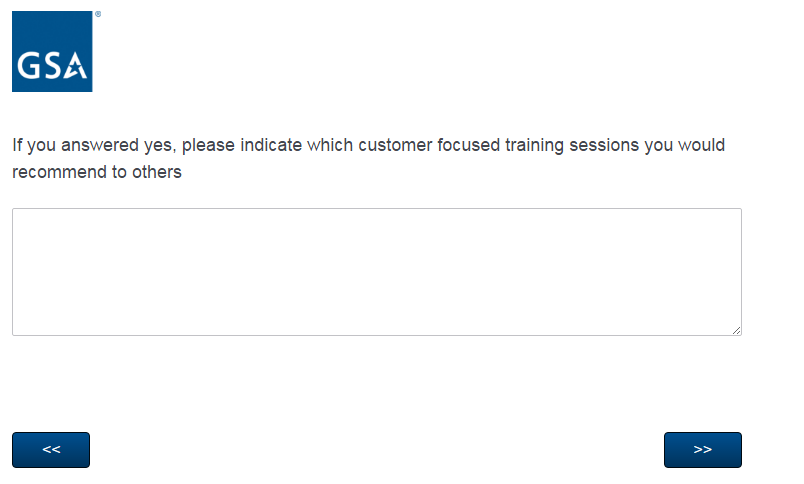 GSA®
If you answered yes, please indicate which customer focused training sessions you would
recommend to others
<< >>